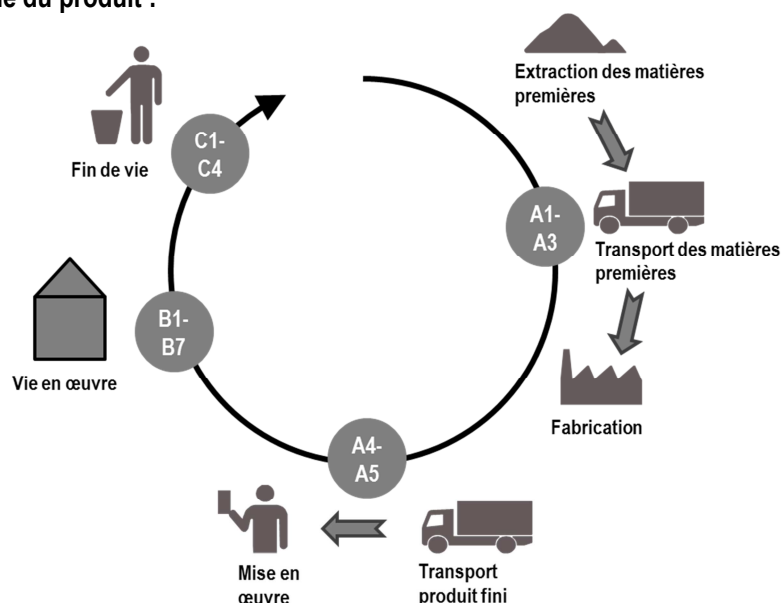 du produit :
Extraction des matières
premières
A1-
A3
Transport des matières
premières
Fabrication
A4-
A5
Transport
produit fini
Mise en
œuvre
B1-
B7
Vie en œuvre
C1-
C4
Fin de vie